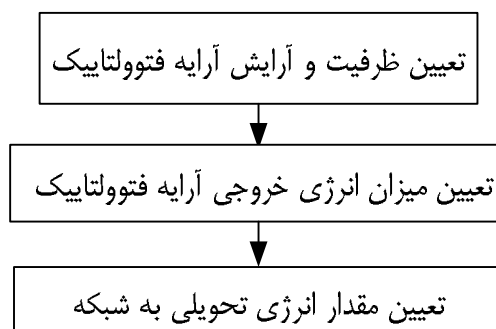 تعیین ظرفیت و آرایش آرایه فتوولتاییک
تعیین میزان انرژی خروجی آرایه فتوولتاییک
تعیین مقدار انرژی تحویلی به شبکه